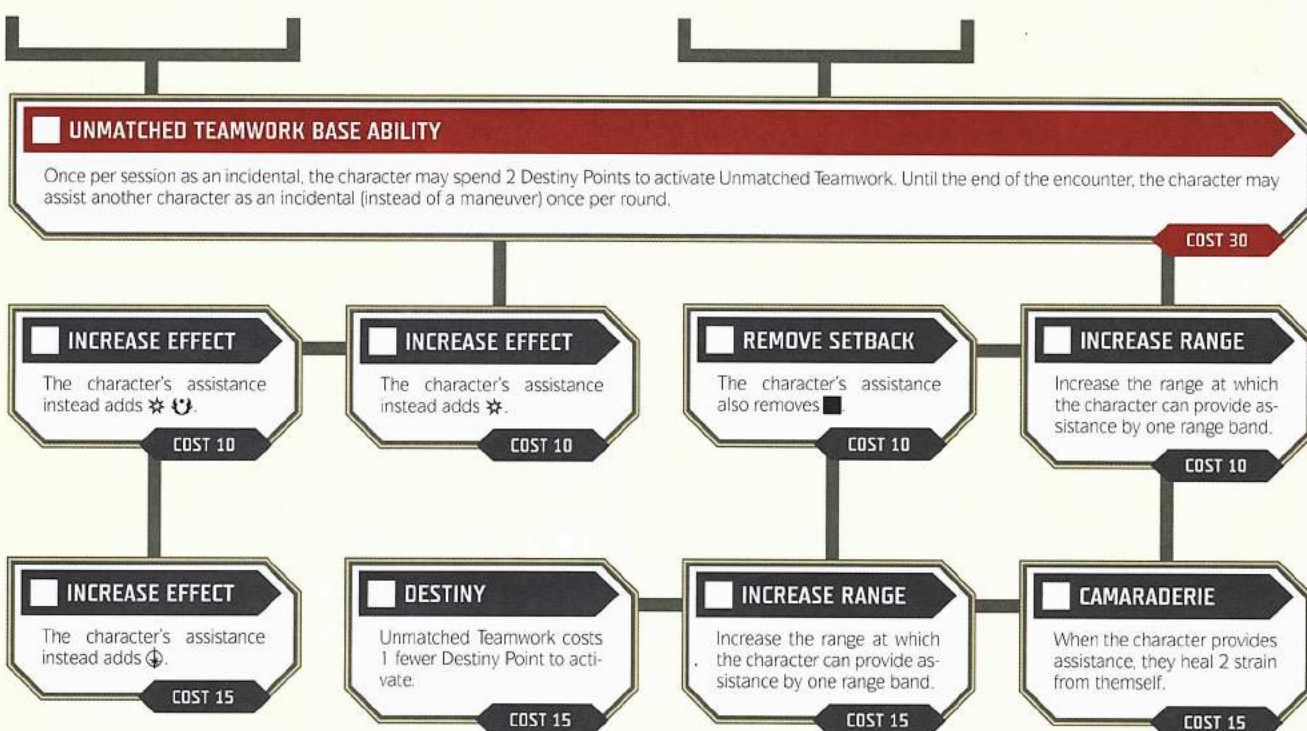 UNMATCHED TEAMWORK BASE ABILITY
Once per session as an incidental, the character may spend 2 Destiny Points to activate Unmatched Teamwork. Until the end of the encounter, the character may
assist another character as an incidental (instead of a maneuver) once per round.
COST 30
INCREASE EFFECT
The character's assistance
instead adds
COST 10
INCREASE EFFECT
The character's assistance
instead adds
COST 10
REMOVE SETBACK
The character's assistance
also removes ■.
COST 10
INCREASE RANGE
Increase the range at which
the character can provide as-
sistance by one range band.
COST 10
INCREASE EFFECT
The character's assistance
instead adds
COST 15
DESTINY
Unmatched Teamwork costs
1 fewer Destiny Point to acti-
vate.
COST 15
INCREASE RANGE
Increase the range at which
the character can provide as-
sistance by one range band.
COST 15
CAMARADERIE
When the character provides
assistance, they heal 2 strain
from themself.
COST 15